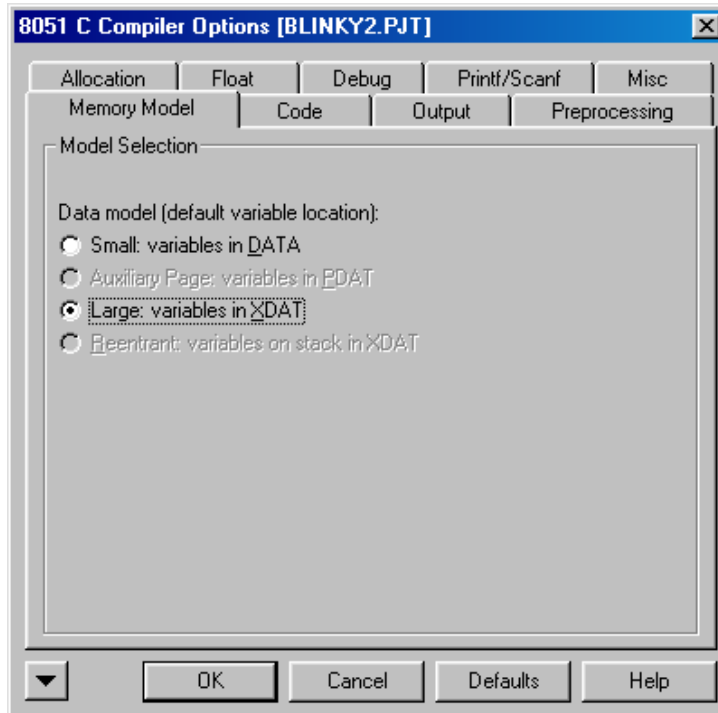 8051 C Compiler Options [BLINKY2.PJT]
Allocation Float Debug Printf/Scanf Misc
Memory Model Code Output Preprocessing
Model Selection
Data model (default variable location):
Small: variables in DATA
Auxiliary Page: variables in PDAT
Large: variables in XDAT
Reentrant: variables on stack in XDAT
OK Cancel Defaults Help